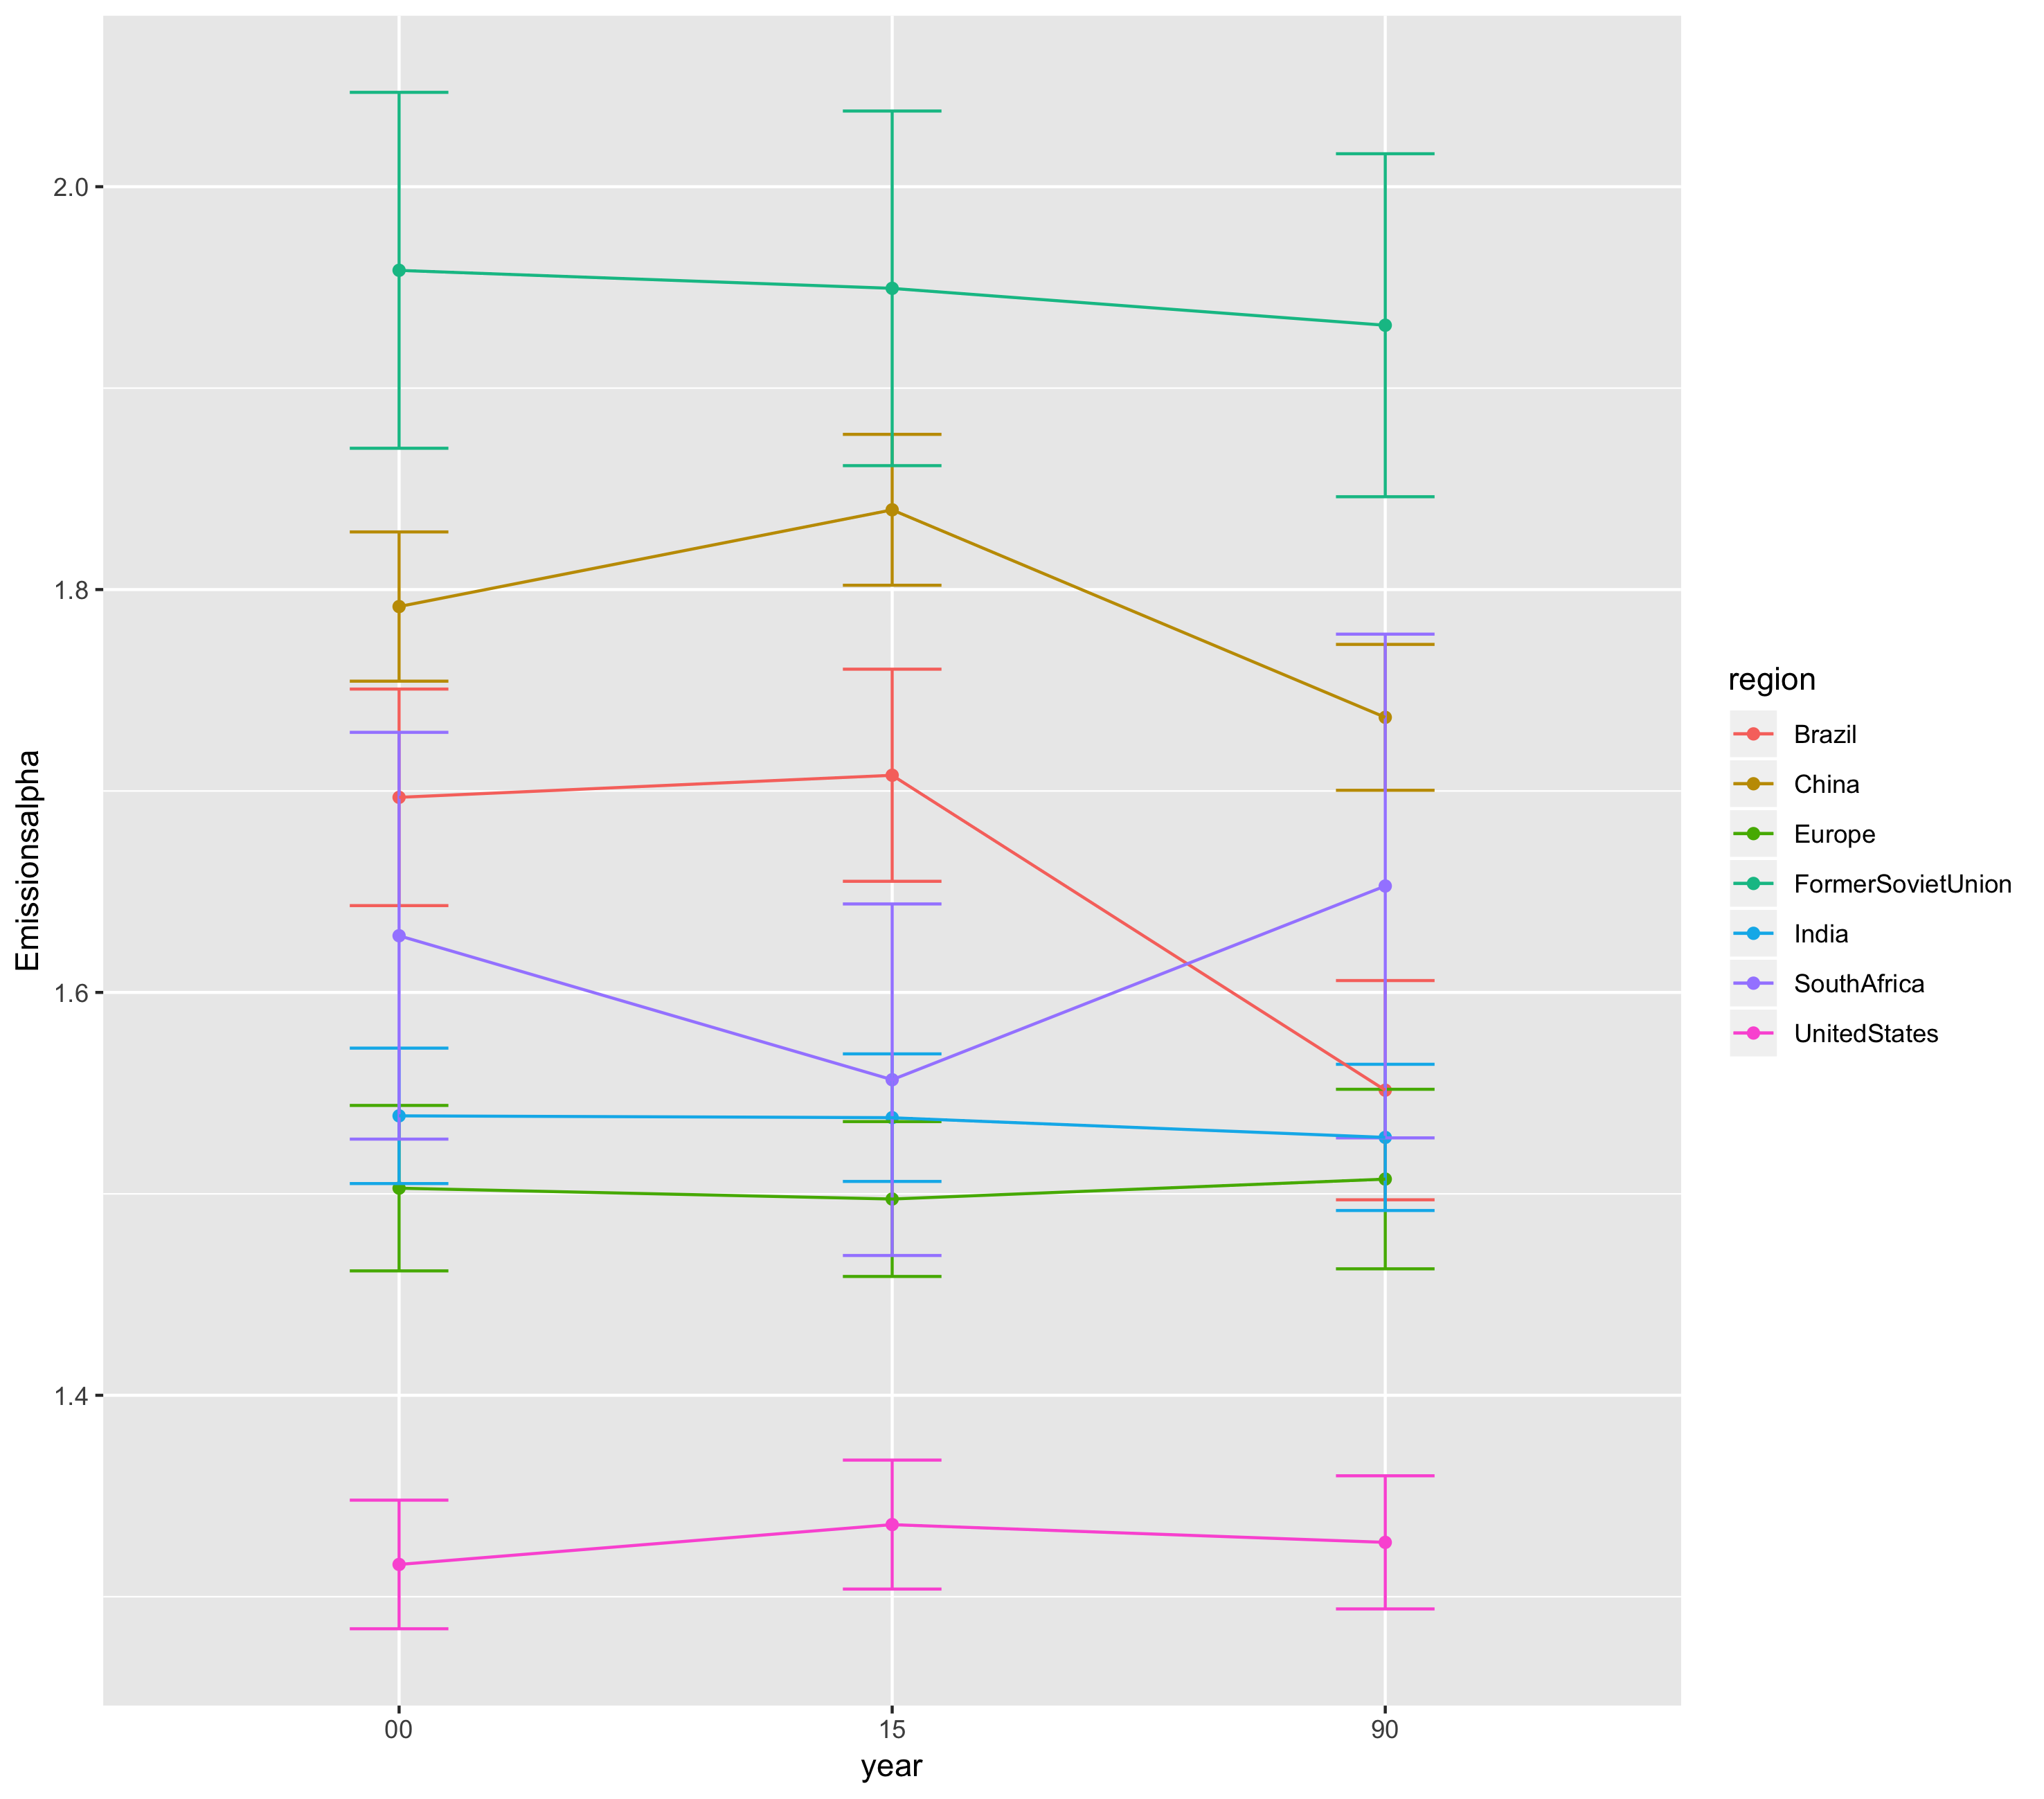 Emissionsalpha
2.0
1.8
1.6
1.4
00 15 90
year
region
Brazil
China
Europe
FormerSovietUnion
India
SouthAfrica
UnitedStates